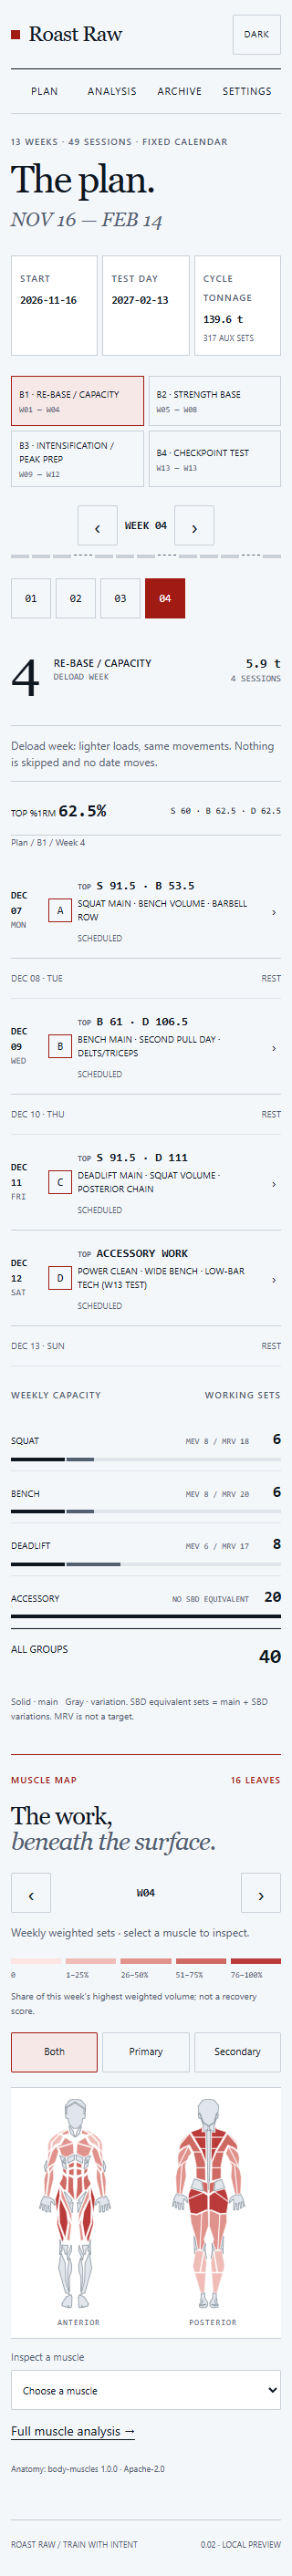 Roast Raw
DARK
PLAN ANALYSIS ARCHIVE SETTINGS
13 WEEKS · 49 SESSIONS · FIXED CALENDAR
The plan.
NOV 16 — FEB 14
START
2026-11-16
TEST DAY
2027-02-13
CYCLE
TONNAGE
139.6 t
317 AUX SETS
B1 · RE-BASE / CAPACITY
W01 — W04
B2 · STRENGTH BASE
W05 — W08
B3 · INTENSIFICATION /
PEAK PREP
W09 — W12
B4 · CHECKPOINT TEST
W13 — W13
‹ WEEK 04 ›
01 02 03 04
4
RE-BASE / CAPACITY
DELOAD WEEK
5.9 t
4 SESSIONS
Deload week: lighter loads, same movements. Nothing
is skipped and no date moves.
TOP %1RM 62.5%
S 60 · B 62.5 · D 62.5
Plan / B1 / Week 4
DEC
07
MON
A
TOP S 91.5 · B 53.5
SQUAT MAIN · BENCH VOLUME · BARBELL
ROW
SCHEDULED
›
DEC 08 · TUE REST
DEC
09
WED
B
TOP B 61 · D 106.5
BENCH MAIN · SECOND PULL DAY ·
DELTS/TRICEPS
SCHEDULED
›
DEC 10 · THU REST
DEC
11
FRI
C
TOP S 91.5 · D 111
DEADLIFT MAIN · SQUAT VOLUME ·
POSTERIOR CHAIN
SCHEDULED
›
DEC
12
SAT
D
TOP ACCESSORY WORK
POWER CLEAN · WIDE BENCH · LOW-BAR
TECH (W13 TEST)
SCHEDULED
›
DEC 13 · SUN REST
WEEKLY CAPACITY WORKING SETS
SQUAT MEV 8 / MRV 18 6
BENCH MEV 8 / MRV 20 6
DEADLIFT MEV 6 / MRV 17 8
ACCESSORY NO SBD EQUIVALENT 20
ALL GROUPS 40
Solid · main Gray · variation. SBD equivalent sets = main + SBD
variations. MRV is not a target.
MUSCLE MAP 16 LEAVES
The work,
beneath the surface.
‹ W04 ›
Weekly weighted sets · select a muscle to inspect.
0 1–25% 26–50% 51–75% 76–100%
Share of this week's highest weighted volume; not a recovery
score.
Both Primary Secondary
ANTERIOR POSTERIOR
Inspect a muscle
Choose a muscle
Full muscle analysis →
Anatomy: body-muscles 1.0.0 · Apache-2.0
ROAST RAW / TRAIN WITH INTENT 0.02 · LOCAL PREVIEW